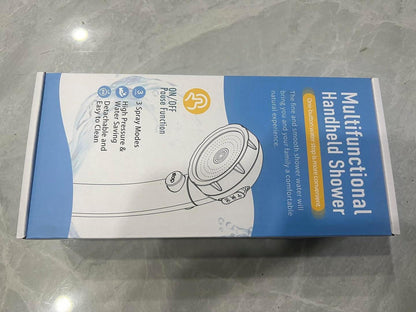 Multifunctional
Handheld Shower
One-button water stop is more convenient
The fine and smooth shower water will
bring you and your family a comfortable
natural experience.
ON/OFF
Pause Function
3
3 Spray Modes
High Pressure &
Water Saving
Detachable and
Easy to Clean